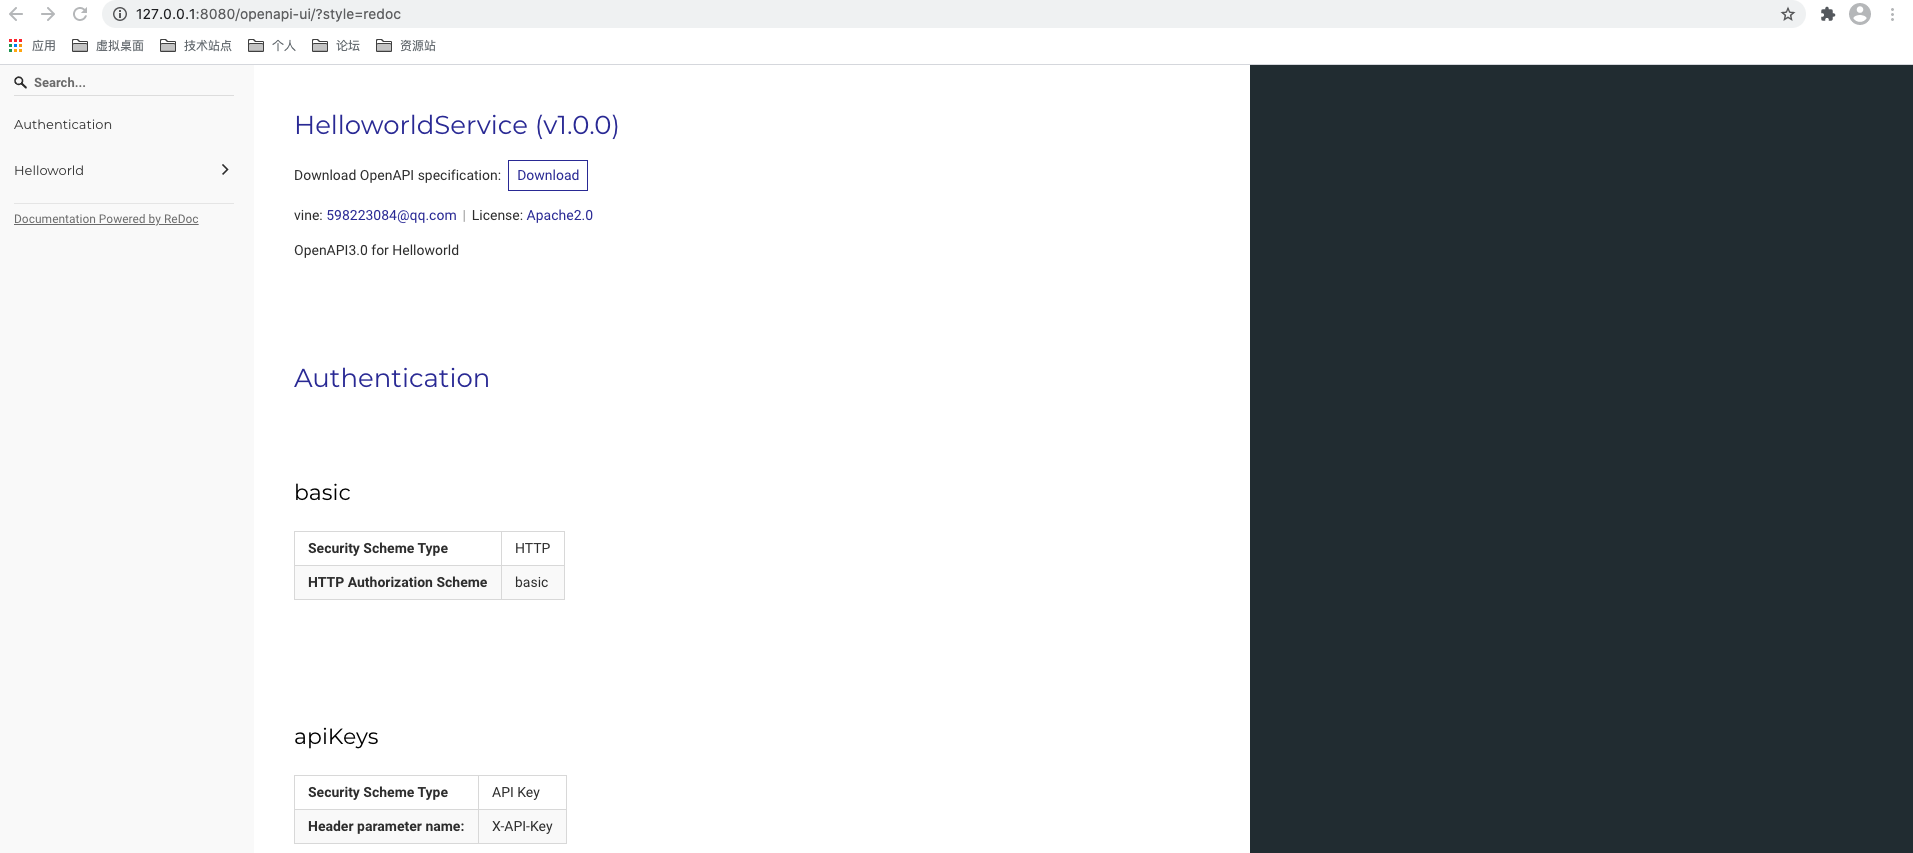 127.0.0.1:8080/openapi-ui/?style=redoc
应用 虚拟桌面 技术站点 个人 论坛 资源站
Search...
Authentication
Helloworld
Documentation Powered by ReDoc
HelloworldService (v1.0.0)
Download OpenAPI specification: Download
vine: 598223084@qq.com | License: Apache2.0
OpenAPI3.0 for Helloworld
Authentication
basic
Security Scheme Type HTTP
HTTP Authorization Scheme basic
apiKeys
Security Scheme Type API Key
Header parameter name: X-API-Key